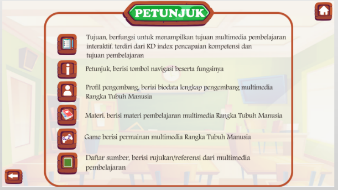 PETUNJUK
Tujuan, berfungsi untuk menampilkan tujuan multimedia pembelajaran
interaktif. terdiri dari KD index pencapaian kompetensi dan
tujuan pembelajaran
Petunjuk, berisi tombol navigasi beserta fungsinya
Profil pengembang, berisi biodata lengkap pengembang multimedia
Rangka Tubuh Manusia
Materi, berisi materi pembelajaran multimedia Rangka Tubuh Manusia
Game berisi permainan multimedia Rangka Tubuh Manusia
Daftar sumber, berisi rujukan/referensi dari multimedia
pembelajaran